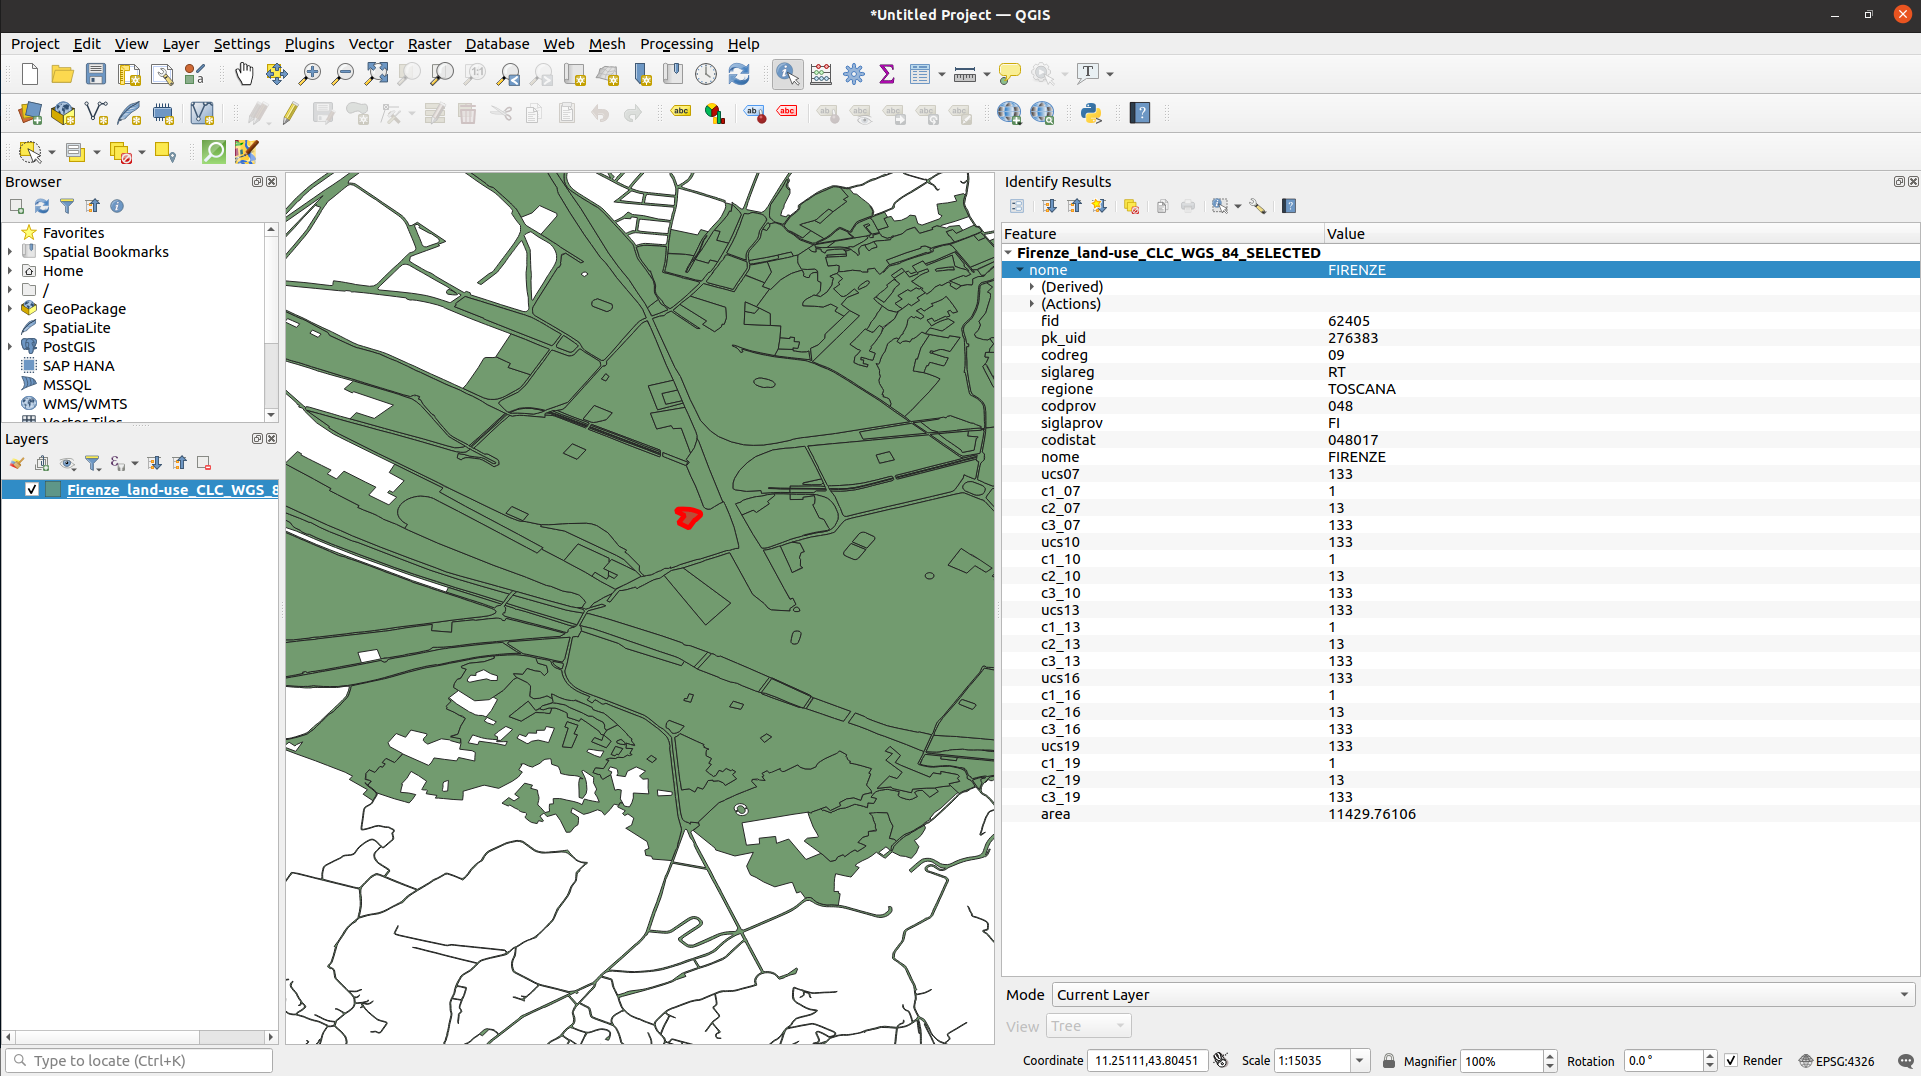 *Untitled Project — QGIS
Project Edit View Layer Settings Plugins Vector Raster Database Web Mesh Processing Help
Browser
Favorites
Spatial Bookmarks
Home
/
GeoPackage
SpatiaLite
PostGIS
SAP HANA
MSSQL
WMS/WMTS
Vector Tiles
Layers
Firenze_land-use_CLC_WGS_8
Type to locate (Ctrl+K)
Identify Results
Feature Value
Firenze_land-use_CLC_WGS_84_SELECTED
nome FIRENZE
(Derived)
(Actions)
fid 62405
pk_uid 276383
codreg 09
siglareg RT
regione TOSCANA
codprov 048
siglaprov FI
codistat 048017
nome FIRENZE
ucs07 133
c1_07 1
c2_07 13
c3_07 133
ucs10 133
c1_10 1
c2_10 13
c3_10 133
ucs13 133
c1_13 1
c2_13 13
c3_13 133
ucs16 133
c1_16 1
c2_16 13
c3_16 133
ucs19 133
c1_19 1
c2_19 13
c3_19 133
area 11429.76106
Mode Current Layer
View Tree
Coordinate 11.25111,43.80451 Scale 1:15035 Magnifier 100% Rotation 0.0 ° Render EPSG:4326